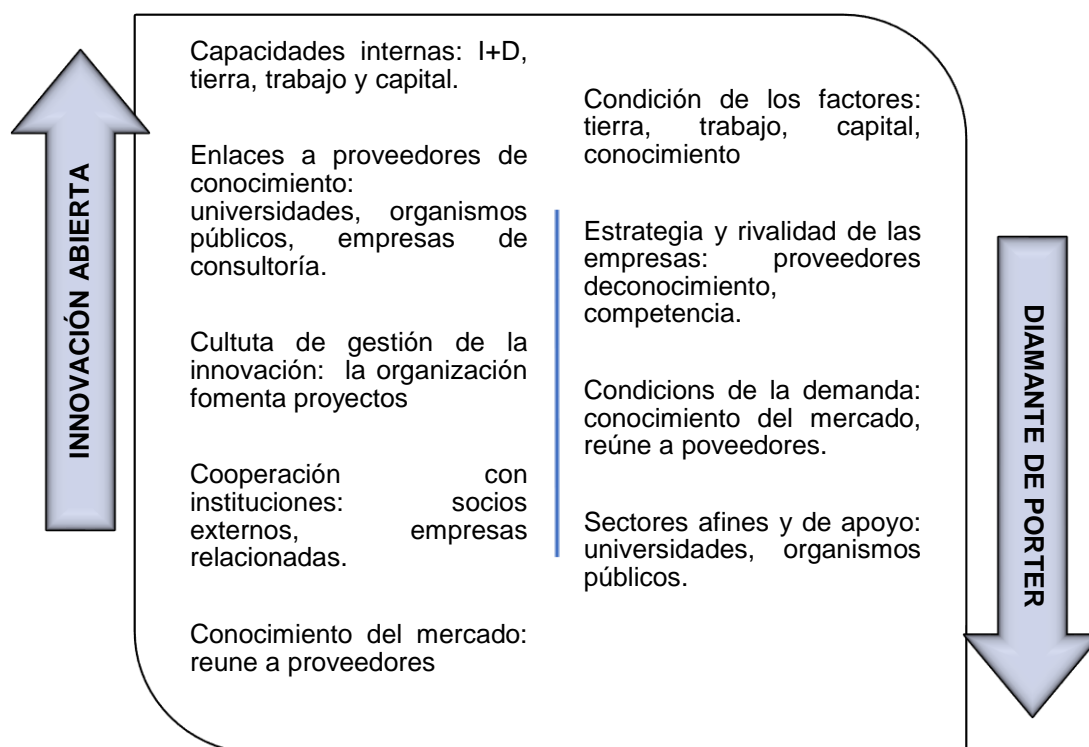 INNOVACIÓN ABIERTA
Capacidades internas: I+D,
tierra, trabajo y capital.
Enlaces a proveedores de
conocimiento:
universidades, organismos
públicos, empresas de
consultoría.
Cultuta de gestión de la
innovación: la organización
fomenta proyectos
Cooperación con
instituciones: socios
externos, empresas
relacionadas.
Conocimiento del mercado:
reune a proveedores
Condición de los factores:
tierra, trabajo, capital,
conocimiento
Estrategia y rivalidad de las
empresas: proveedores
deconocimiento,
competencia.
Condicions de la demanda:
conocimiento del mercado,
reúne a poveedores.
Sectores afines y de apoyo:
universidades, organismos
públicos.
DIAMANTE DE PORTER